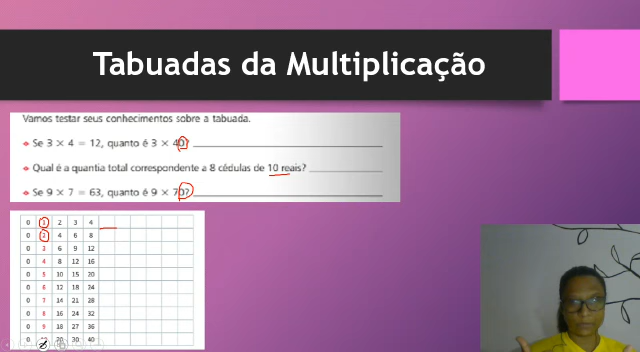 Tabuadas da Multiplicação
Vamos testar seus conhecimentos sobre a tabuada.
Se 3 × 4 = 12, quanto é 3 × 40?
Qual é a quantia total correspondente a 8 cédulas de 10 reais?
Se 9 × 7 = 63, quanto é 9 × 70?
0 1 2 3 4
0 2 4 6 8
0 3 6 9 12
0 4 8 12 16
0 5 10 15 20
0 6 12 18 24
0 7 14 21 28
0 8 16 24 32
0 9 18 27 36
0 20 30 40